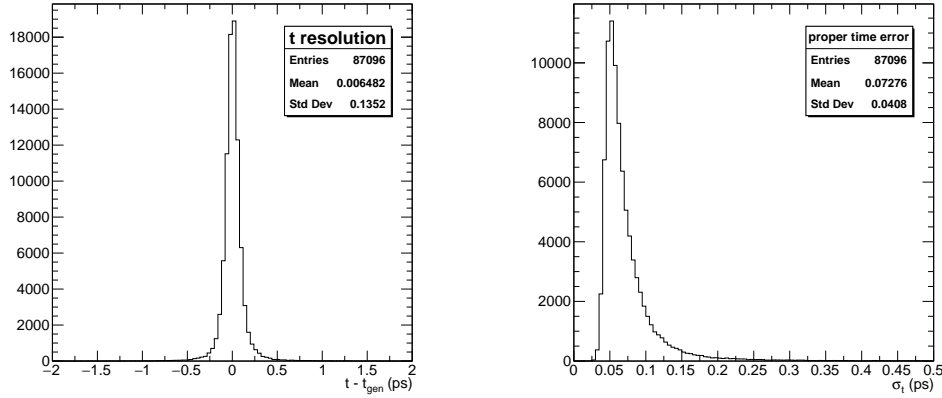 t resolution
Entries 87096
Mean 0.006482
Std Dev 0.1352
18000
16000
14000
12000
10000
8000
6000
4000
2000
0
−2 −1.5 −1 −0.5 0 0.5 1 1.5 2
t - t_gen (ps)
proper time error
Entries 87096
Mean 0.07276
Std Dev 0.0408
10000
8000
6000
4000
2000
0
0 0.05 0.1 0.15 0.2 0.25 0.3 0.35 0.4 0.45 0.5
σ_t (ps)